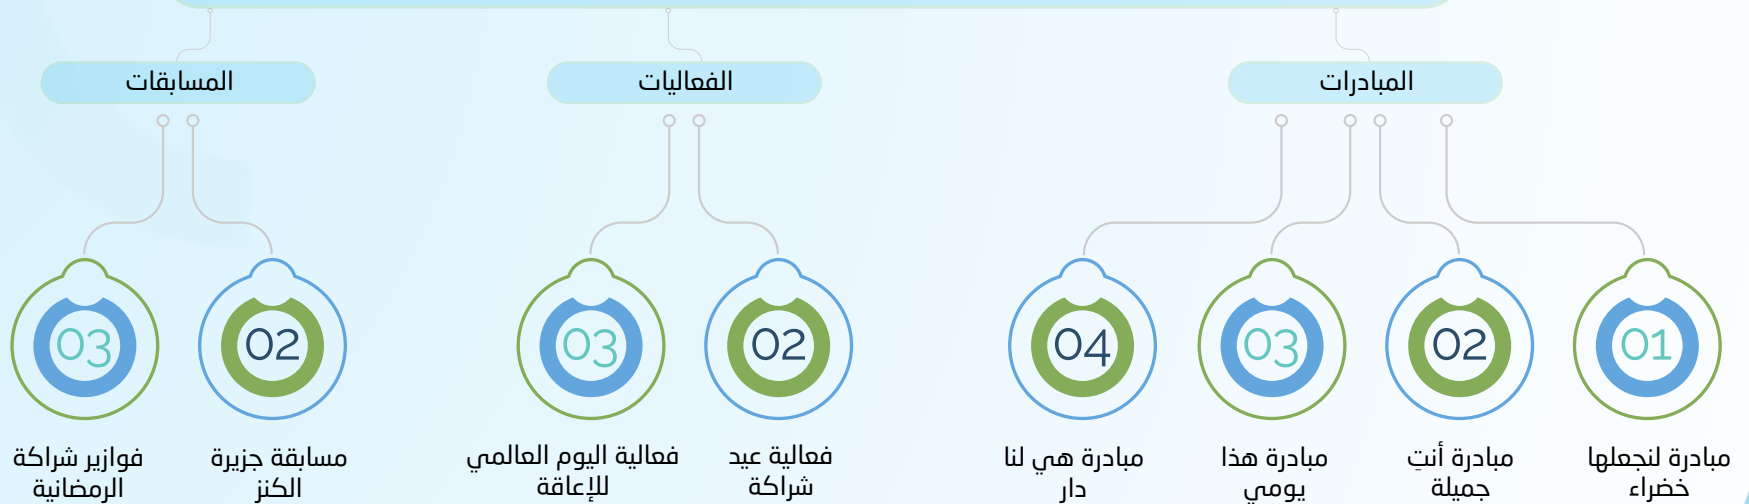 المبادرات
الفعاليات
المسابقات
01
02
03
04
02
03
02
03
مبادرة لنجعلها
خضراء
مبادرة أنتِ
جميلة
مبادرة هذا
يومي
مبادرة هي لنا
دار
فعالية عيد
شراكة
فعالية اليوم العالمي
للإعاقة
مسابقة جزيرة
الكنز
فوازير شراكة
الرمضانية